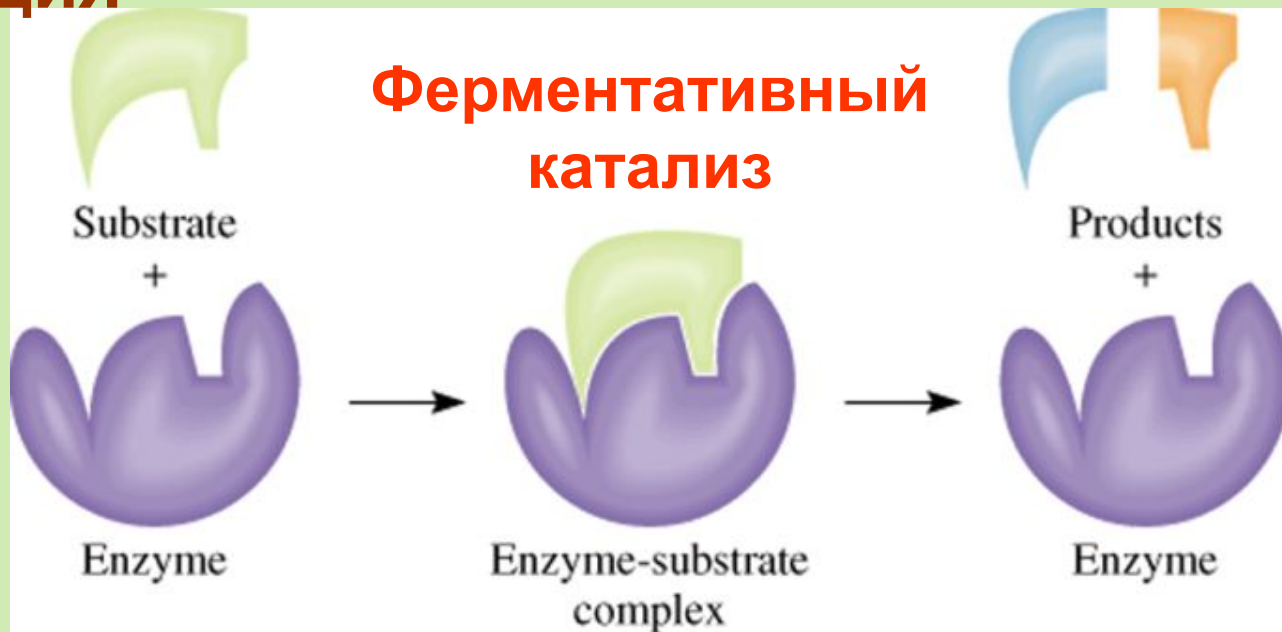 Ферментативный
катализ
Substrate
+
Enzyme
Enzyme-substrate
complex
Products
+
Enzyme